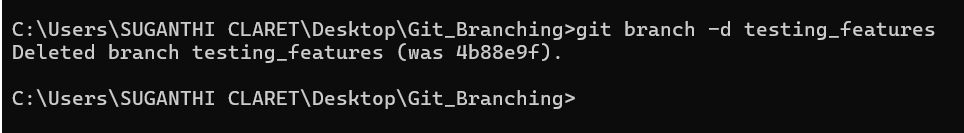 C:\Users\SUGANTHI CLARET\Desktop\Git_Branching>git branch -d testing_features
Deleted branch testing_features (was 4b88e9f).
C:\Users\SUGANTHI CLARET\Desktop\Git_Branching>